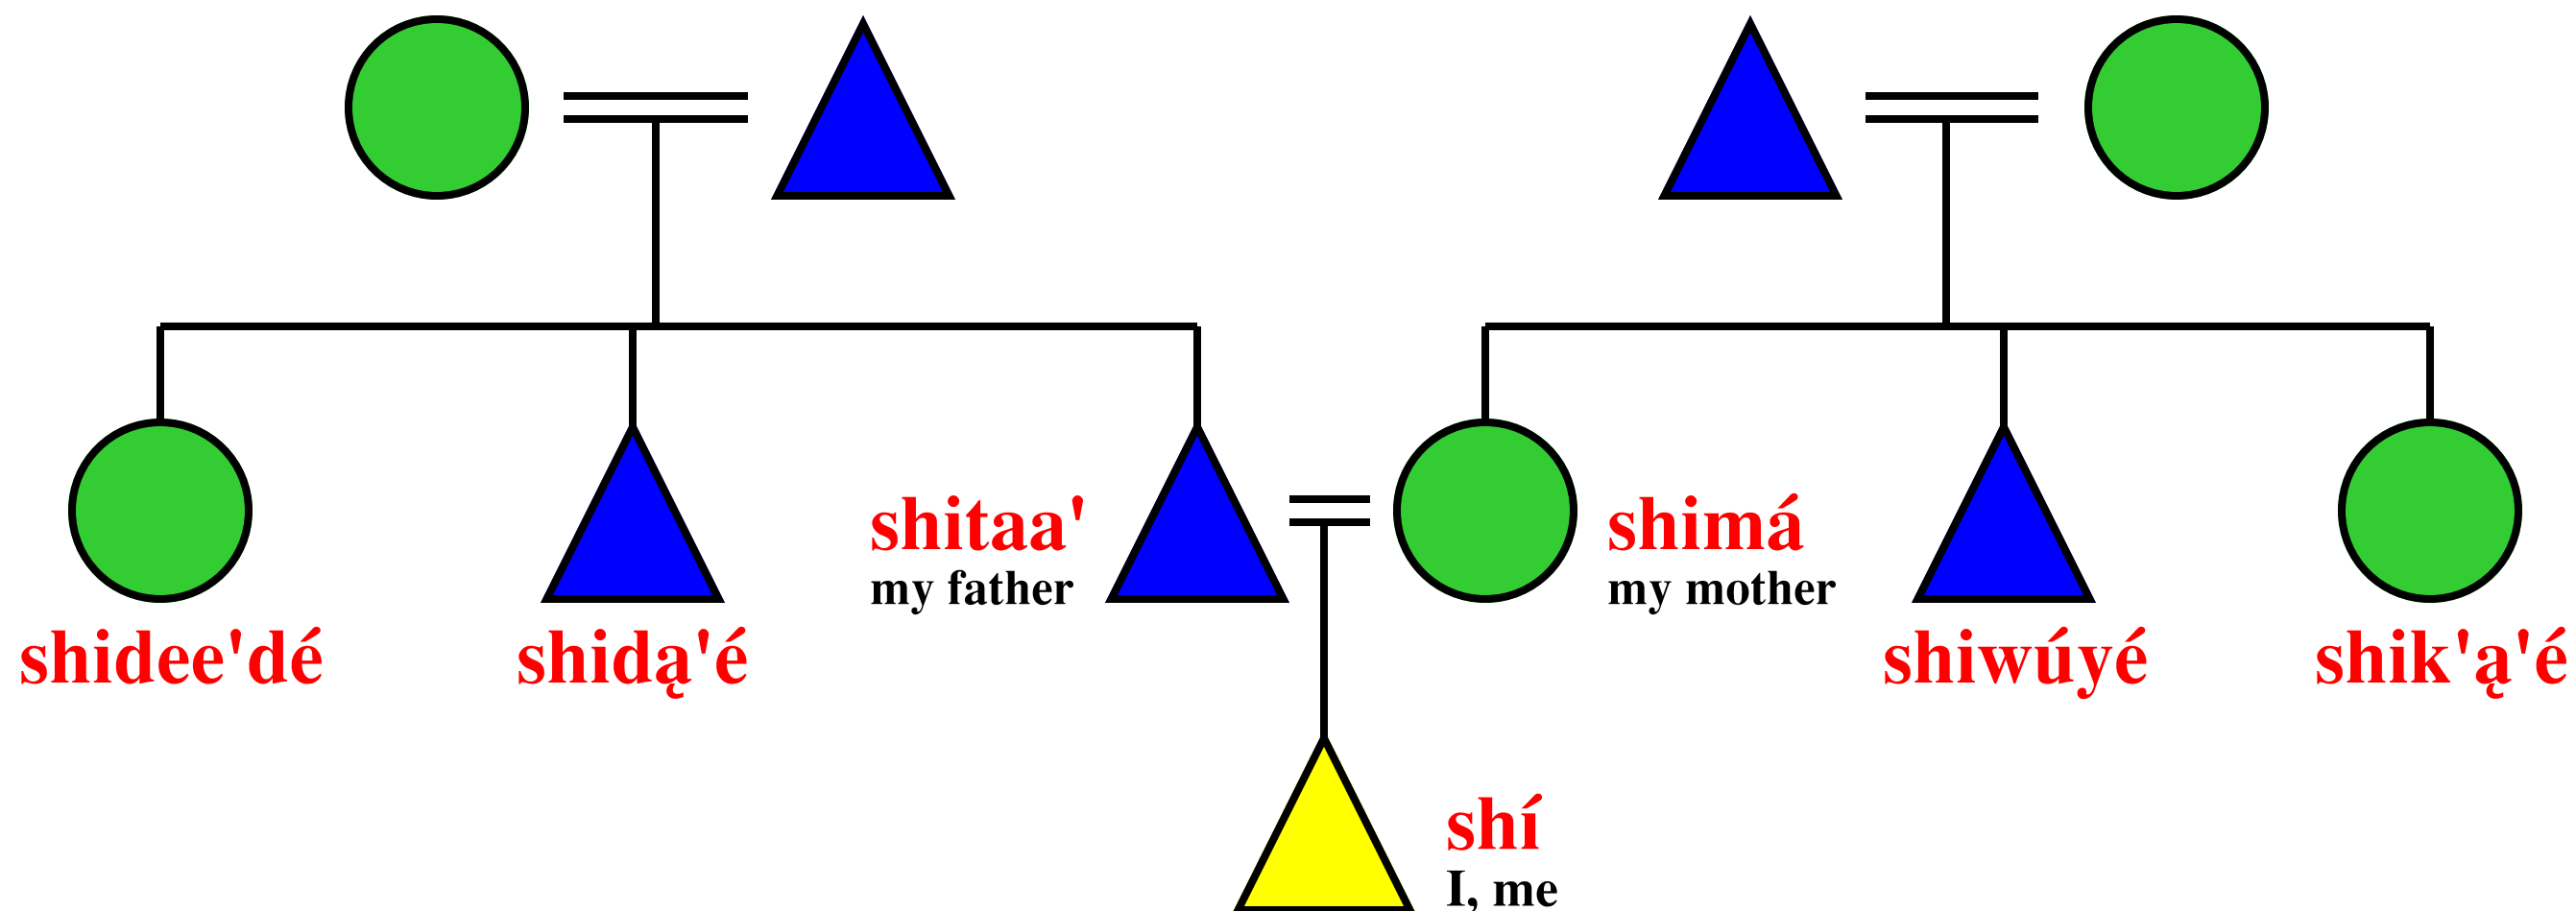 shitaa'
my father
shimá
my mother
shidee'dé
shidą'é
shiwúyé
shik'ą'é
shí
I, me